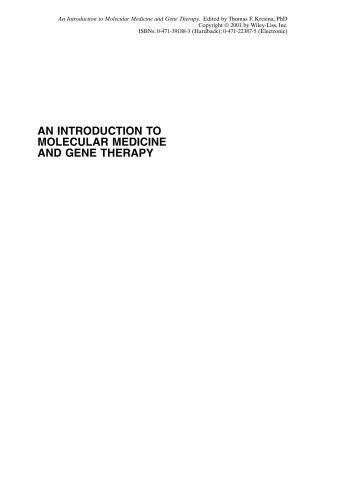 An Introduction to Molecular Medicine and Gene Therapy. Edited by Thomas F. Kresina, PhD
Copyright © 2001 by Wiley-Liss, Inc.
ISBNs: 0-471-39188-3 (Hardback); 0-471-22387-5 (Electronic)
AN INTRODUCTION TO
MOLECULAR MEDICINE
AND GENE THERAPY